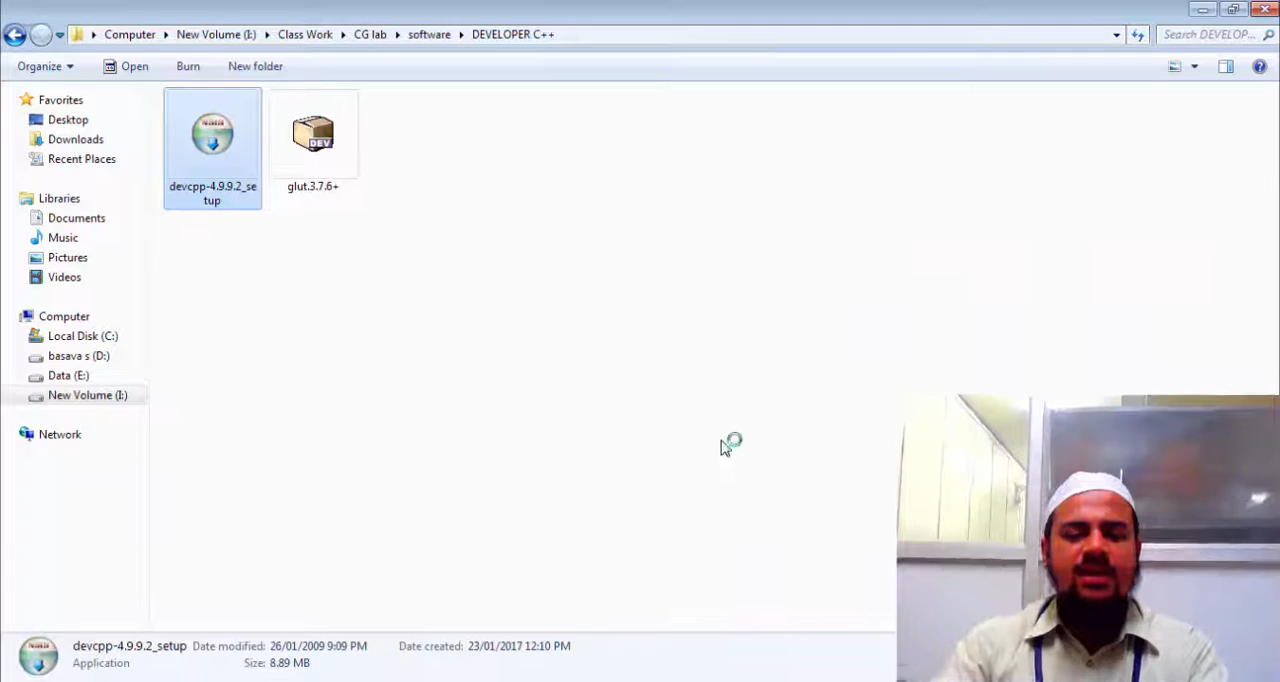 Computer New Volume (I:) Class Work CG lab software DEVELOPER C++ Search DEVELOP...
Organize Open Burn New folder
Favorites
Desktop
Downloads
Recent Places
Libraries
Documents
Music
Pictures
Videos
Computer
Local Disk (C:)
basava s (D:)
Data (E:)
New Volume (I:)
Network
devcpp-4.9.9.2_se
tup
DEV
glut.3.7.6+
devcpp-4.9.9.2_setup Date modified: 26/01/2009 9:09 PM Date created: 23/01/2017 12:10 PM
Application Size: 8.89 MB